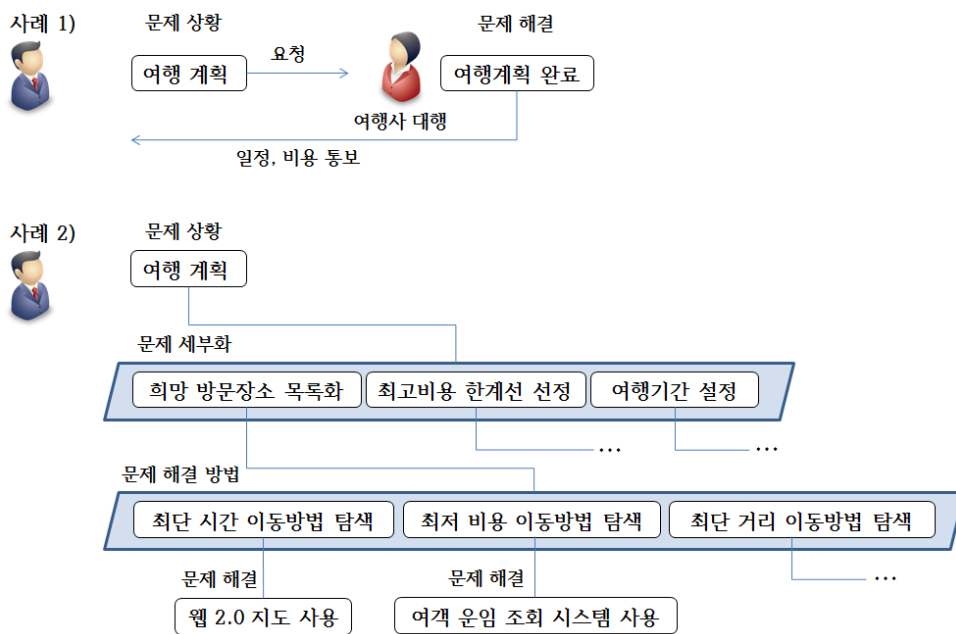 사례 1)
문제 상황
문제 해결
여행 계획
요청
여행계획 완료
여행사 대행
일정, 비용 통보
사례 2)
문제 상황
여행 계획
문제 세부화
희망 방문장소 목록화
최고비용 한계선 선정
여행기간 설정
...
...
문제 해결 방법
최단 시간 이동방법 탐색
최저 비용 이동방법 탐색
최단 거리 이동방법 탐색
문제 해결
문제 해결
...
웹 2.0 지도 사용
여객 운임 조회 시스템 사용